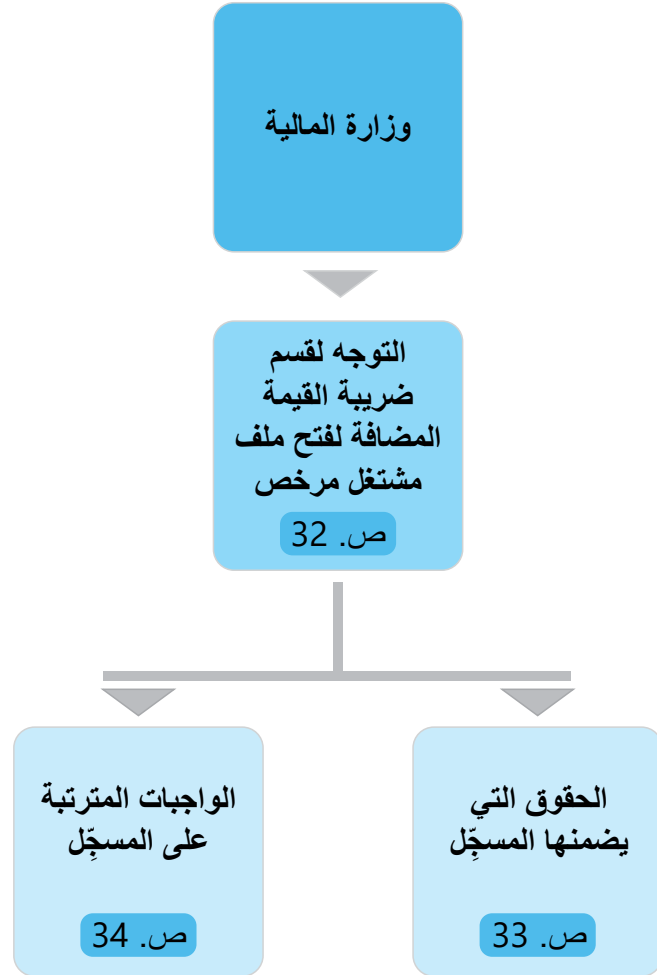 وزارة المالية
التوجه لقسم
ضريبة القيمة
المضافة لفتح ملف
مشتغل مرخص
ص. 32
الحقوق التي
يضمنها المسجِّل
ص. 33
الواجبات المترتبة
على المسجِّل
ص. 34